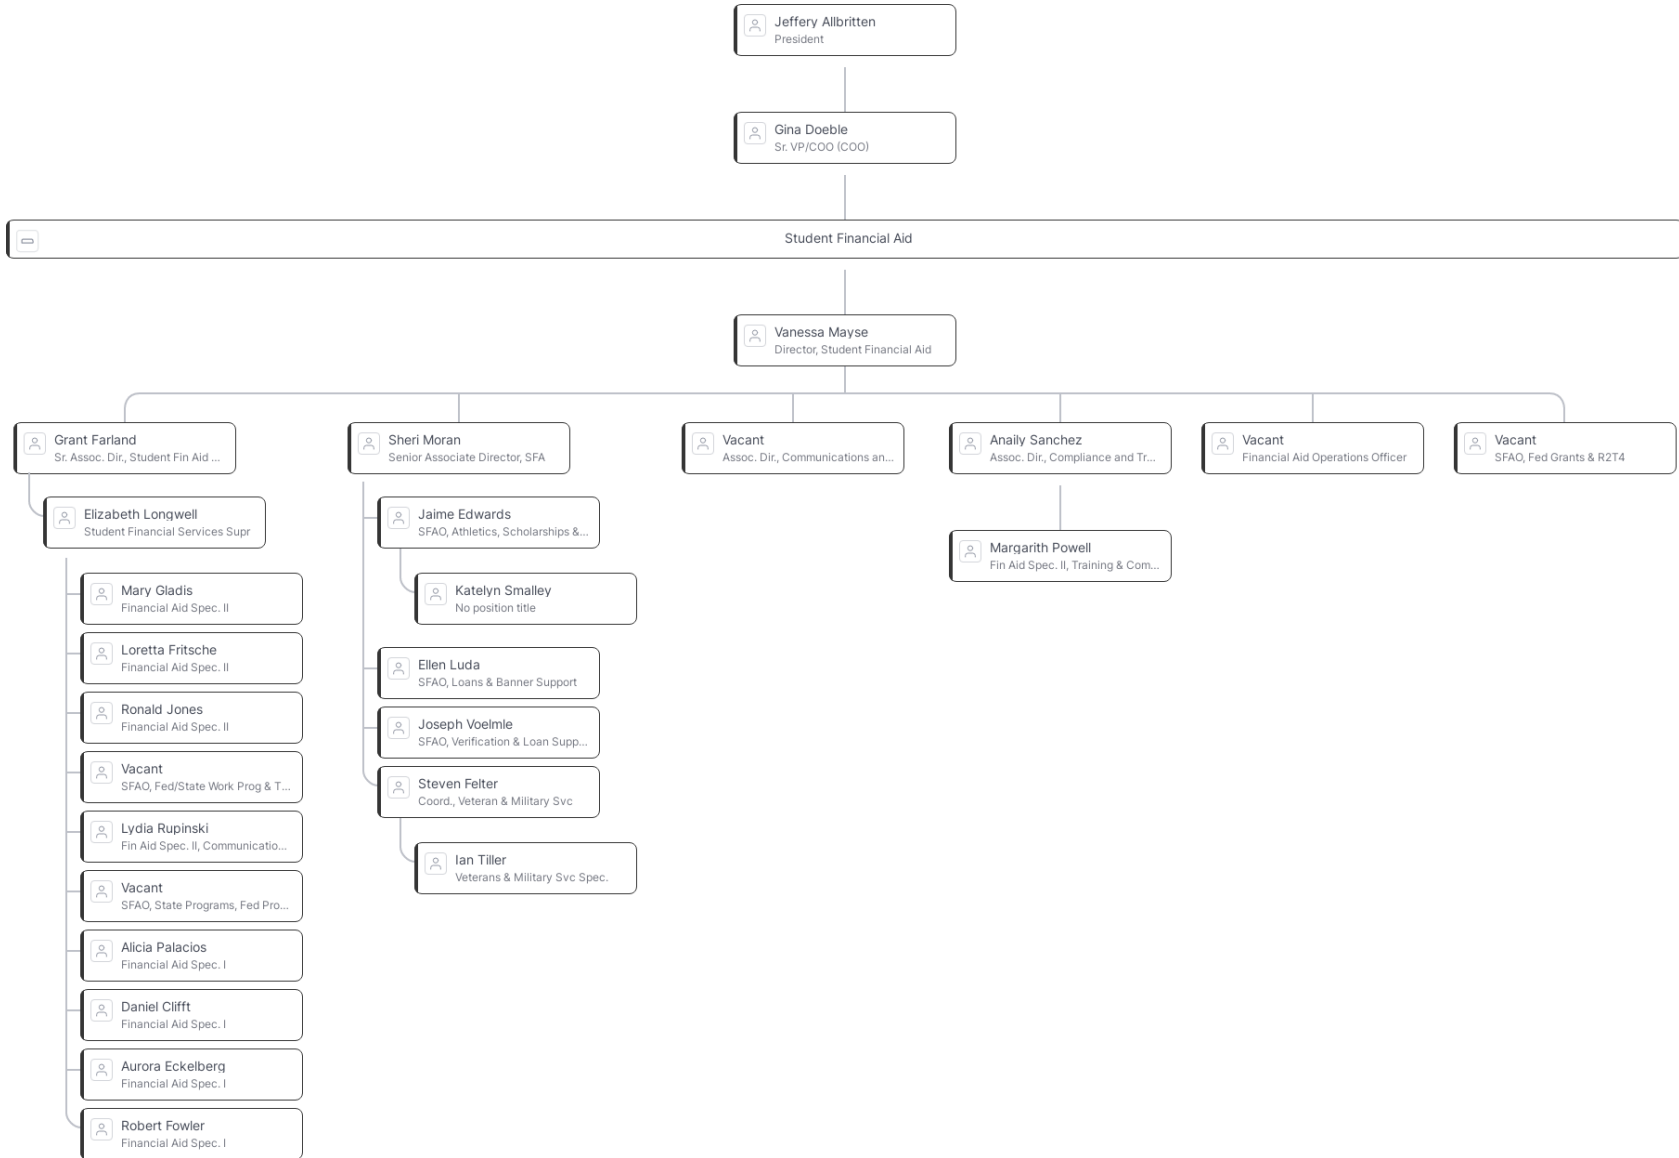 Jeffery Allbritten
President
Gina Doeble
Sr. VP/COO (COO)
Student Financial Aid
Vanessa Mayse
Director, Student Financial Aid
Grant Farland
Sr. Assoc. Dir., Student Fin Aid ...
Elizabeth Longwell
Student Financial Services Supr
Mary Gladis
Financial Aid Spec. II
Loretta Fritsche
Financial Aid Spec. II
Ronald Jones
Financial Aid Spec. II
Vacant
SFAO, Fed/State Work Prog & T...
Lydia Rupinski
Fin Aid Spec. II, Communicatio...
Vacant
SFAO, State Programs, Fed Pro...
Alicia Palacios
Financial Aid Spec. I
Daniel Clifft
Financial Aid Spec. I
Aurora Eckelberg
Financial Aid Spec. I
Robert Fowler
Financial Aid Spec. I
Sheri Moran
Senior Associate Director, SFA
Jaime Edwards
SFAO, Athletics, Scholarships &...
Katelyn Smalley
No position title
Ellen Luda
SFAO, Loans & Banner Support
Joseph Voelmle
SFAO, Verification & Loan Supp...
Steven Felter
Coord., Veteran & Military Svc
Ian Tiller
Veterans & Military Svc Spec.
Vacant
Assoc. Dir., Communications an...
Anaily Sanchez
Assoc. Dir., Compliance and Tr...
Margarith Powell
Fin Aid Spec. II, Training & Com...
Vacant
Financial Aid Operations Officer
Vacant
SFAO, Fed Grants & R2T4